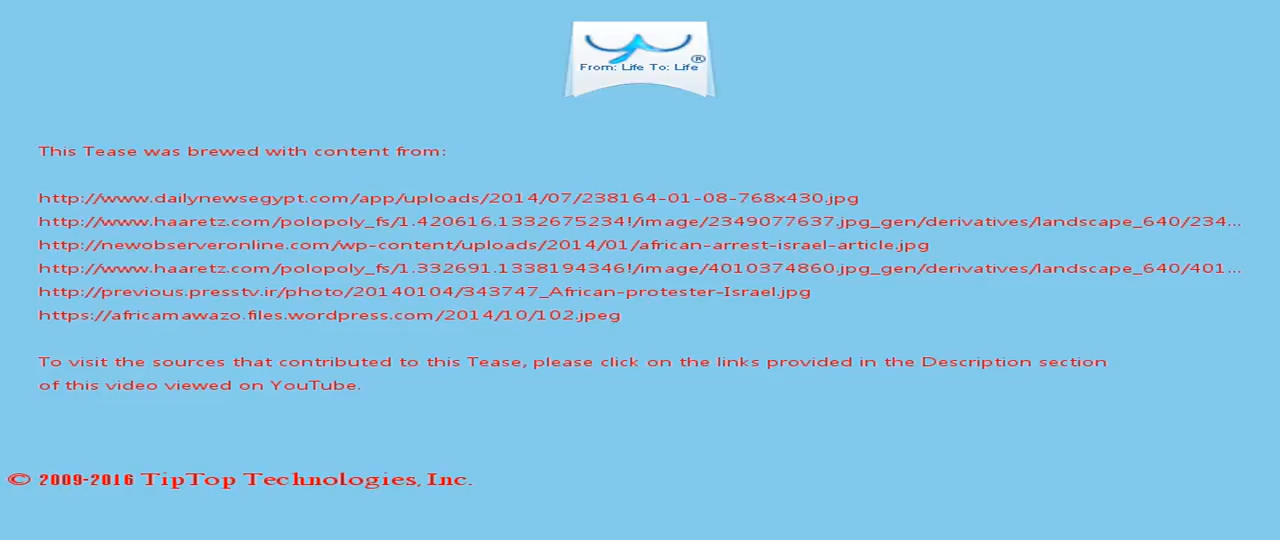 From: Life To: Life ®
This Tease was brewed with content from:
http://www.dailynewsegypt.com/app/uploads/2014/07/238164-01-08-768x430.jpg
http://www.haaretz.com/polopoly_fs/1.420616.1332675234!/image/2349077637.jpg_gen/derivatives/landscape_640/234...
http://newobserveronline.com/wp-content/uploads/2014/01/african-arrest-israel-article.jpg
http://www.haaretz.com/polopoly_fs/1.332691.1338194346!/image/4010374860.jpg_gen/derivatives/landscape_640/401...
http://previous.presstv.ir/photo/20140104/343747_African-protester-Israel.jpg
https://africamawazo.files.wordpress.com/2014/10/102.jpeg
To visit the sources that contributed to this Tease, please click on the links provided in the Description section
of this video viewed on YouTube.
© 2009-2016 TipTop Technologies, Inc.